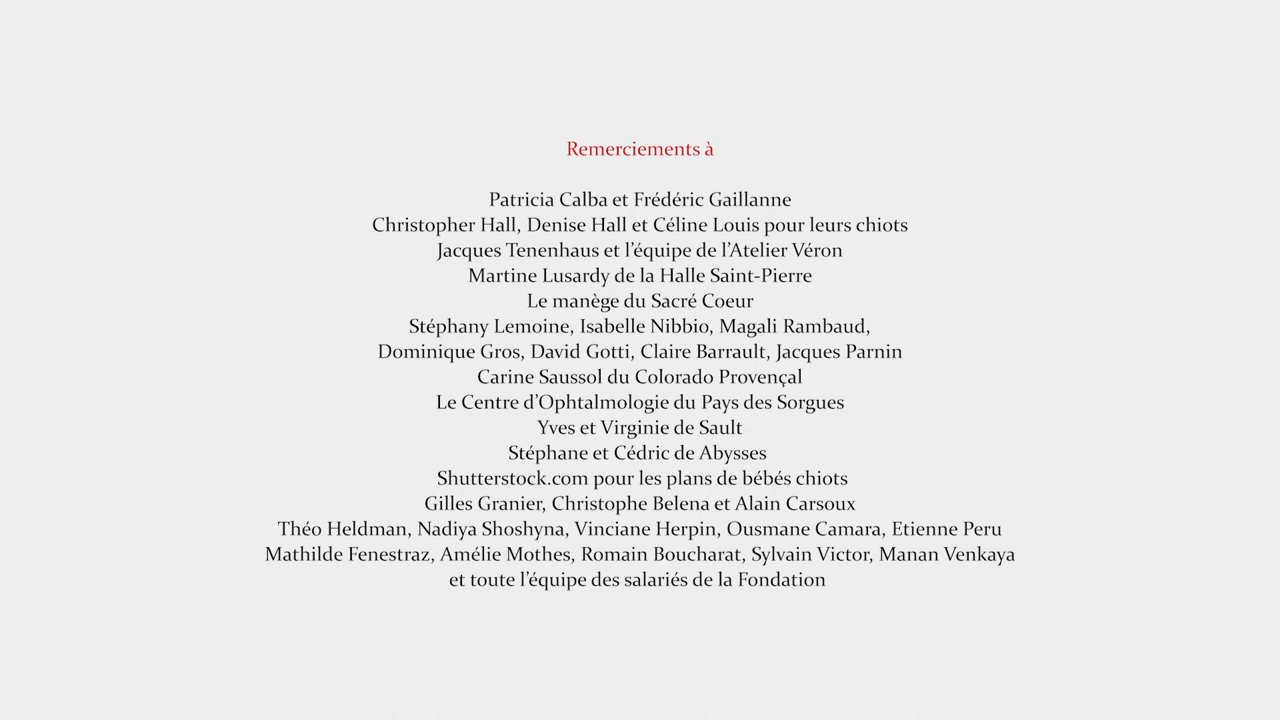 Remerciements à
Patricia Calba et Frédéric Gaillanne
Christopher Hall, Denise Hall et Céline Louis pour leurs chiots
Jacques Tenenhaus et l’équipe de l’Atelier Véron
Martine Lusardy de la Halle Saint-Pierre
Le manège du Sacré Coeur
Stéphany Lemoine, Isabelle Nibbio, Magali Rambaud,
Dominique Gros, David Gotti, Claire Barrault, Jacques Parnin
Carine Saussol du Colorado Provençal
Le Centre d’Ophtalmologie du Pays des Sorgues
Yves et Virginie de Sault
Stéphane et Cédric de Abysses
Shutterstock.com pour les plans de bébés chiots
Gilles Granier, Christophe Belena et Alain Carsoux
Théo Heldman, Nadiya Shoshyna, Vinciane Herpin, Ousmane Camara, Etienne Peru
Mathilde Fenestraz, Amélie Mothes, Romain Boucharat, Sylvain Victor, Manan Venkaya
et toute l’équipe des salariés de la Fondation